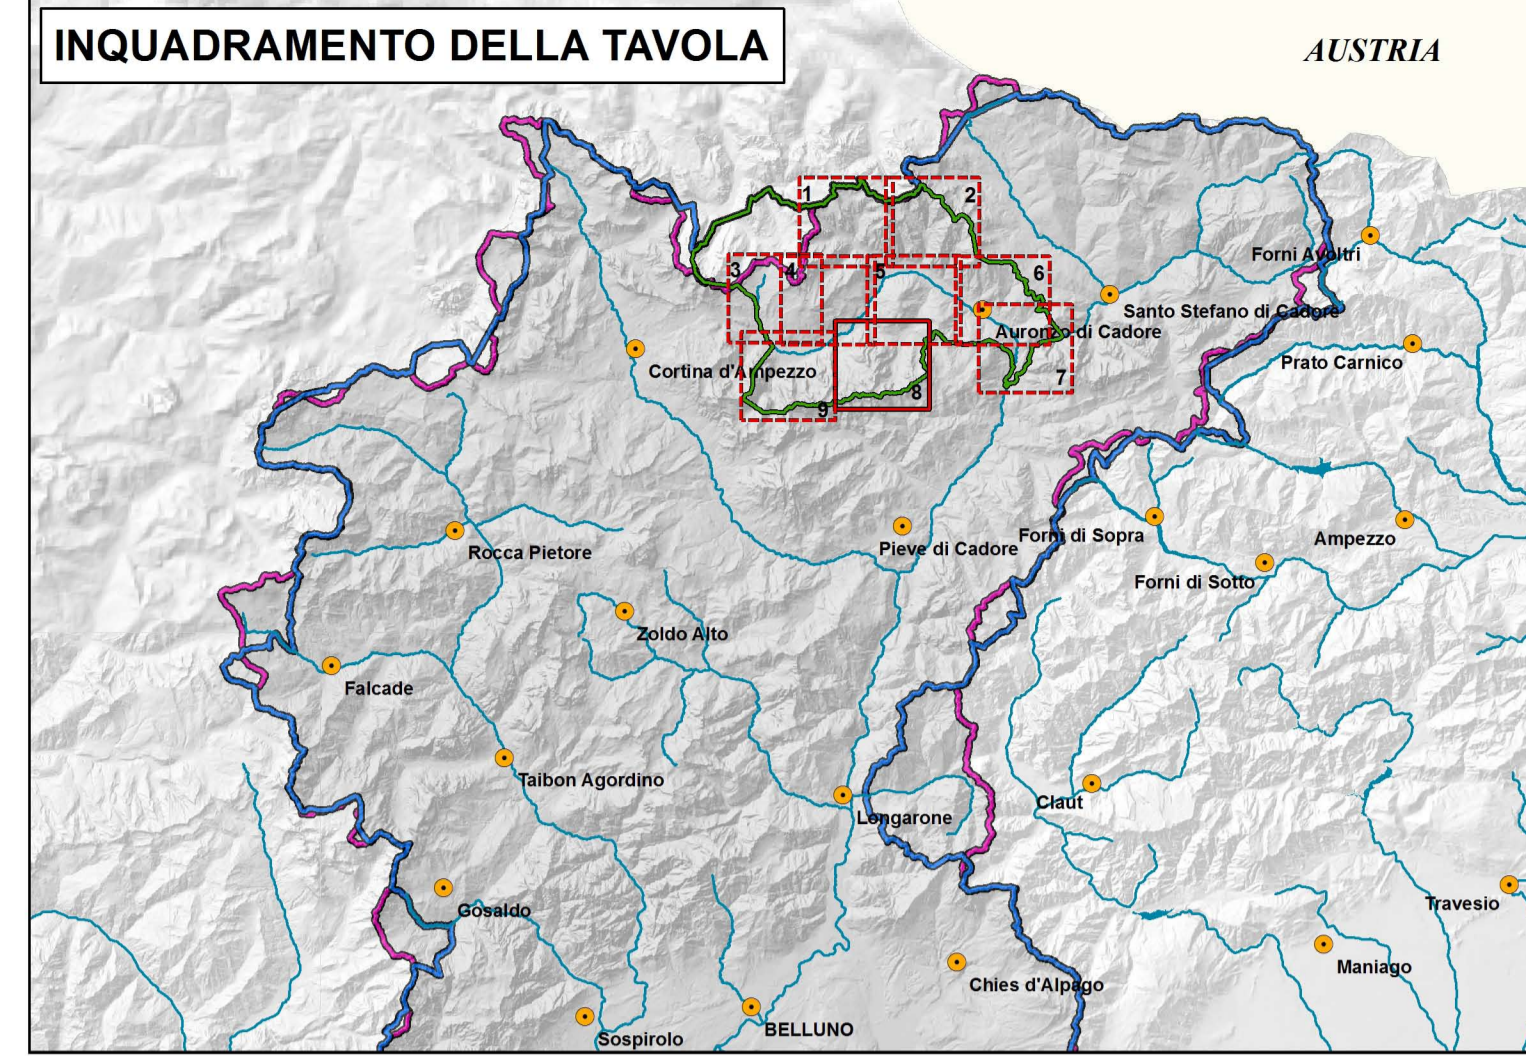 INQUADRAMENTO DELLA TAVOLA
AUSTRIA
1
2
Forni Avoltri
3
4
5
6
Santo Stefano di Cadore
Auronzo di Cadore
Cortina d'Ampezzo
Prato Carnico
7
8
9
Rocca Pietore
Pieve di Cadore
Forni di Sopra
Ampezzo
Forni di Sotto
Zoldo Alto
Falcade
Taibon Agordino
Longarone
Claut
Gosaldo
Travesio
Maniago
Chies d'Alpago
BELLUNO
Sospirolo